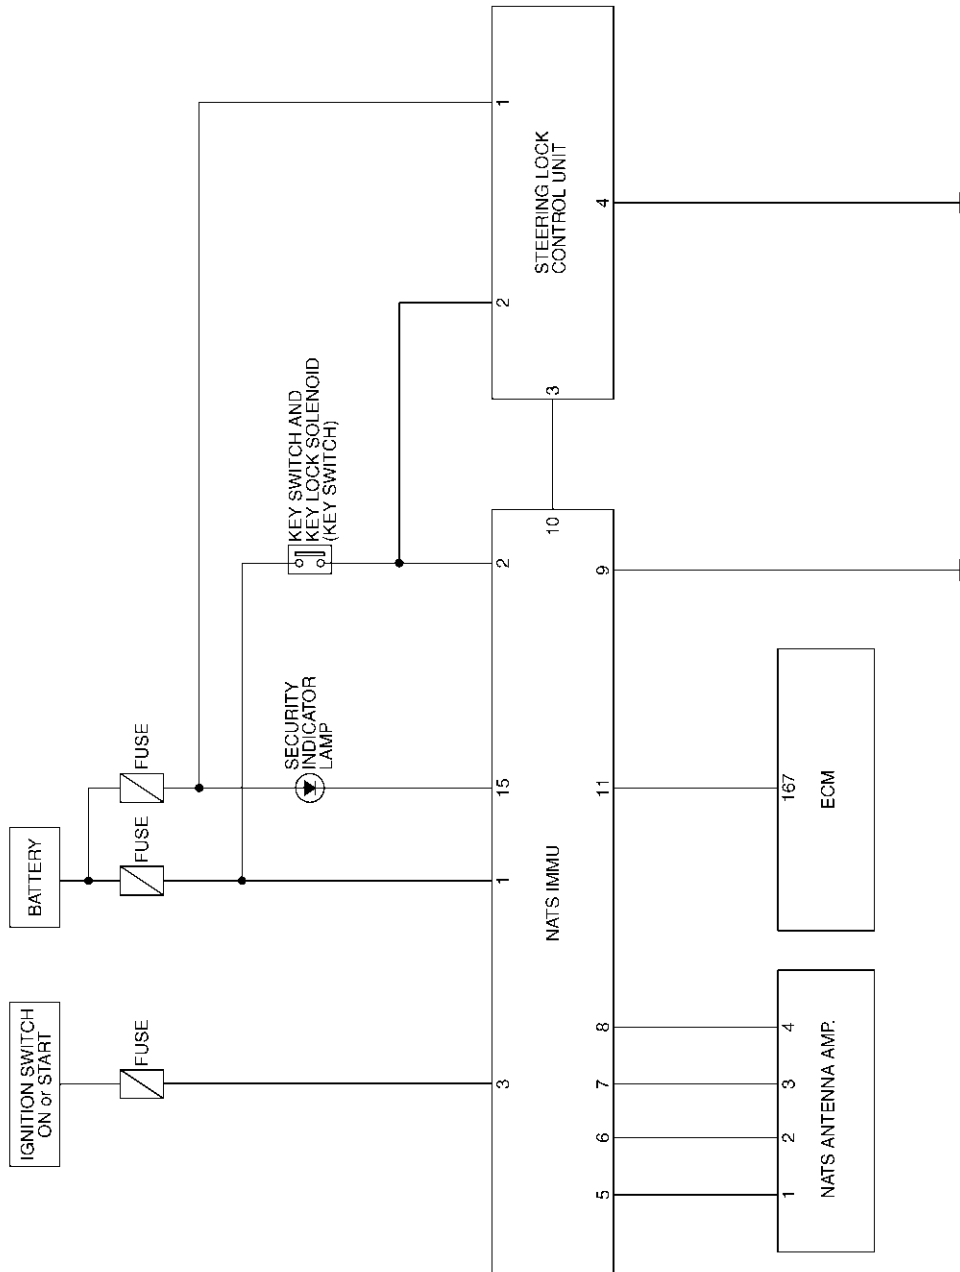 IGNITION SWITCH
ON or START
BATTERY
FUSE
FUSE
FUSE
SECURITY
INDICATOR
LAMP
KEY SWITCH AND
KEY LOCK SOLENOID
(KEY SWITCH)
3
1
15
2
2
1
NATS IMMU
10
3
STEERING LOCK
CONTROL UNIT
5
6
7
8
11
9
4
1
2
3
4
167
NATS ANTENNA AMP.
ECM